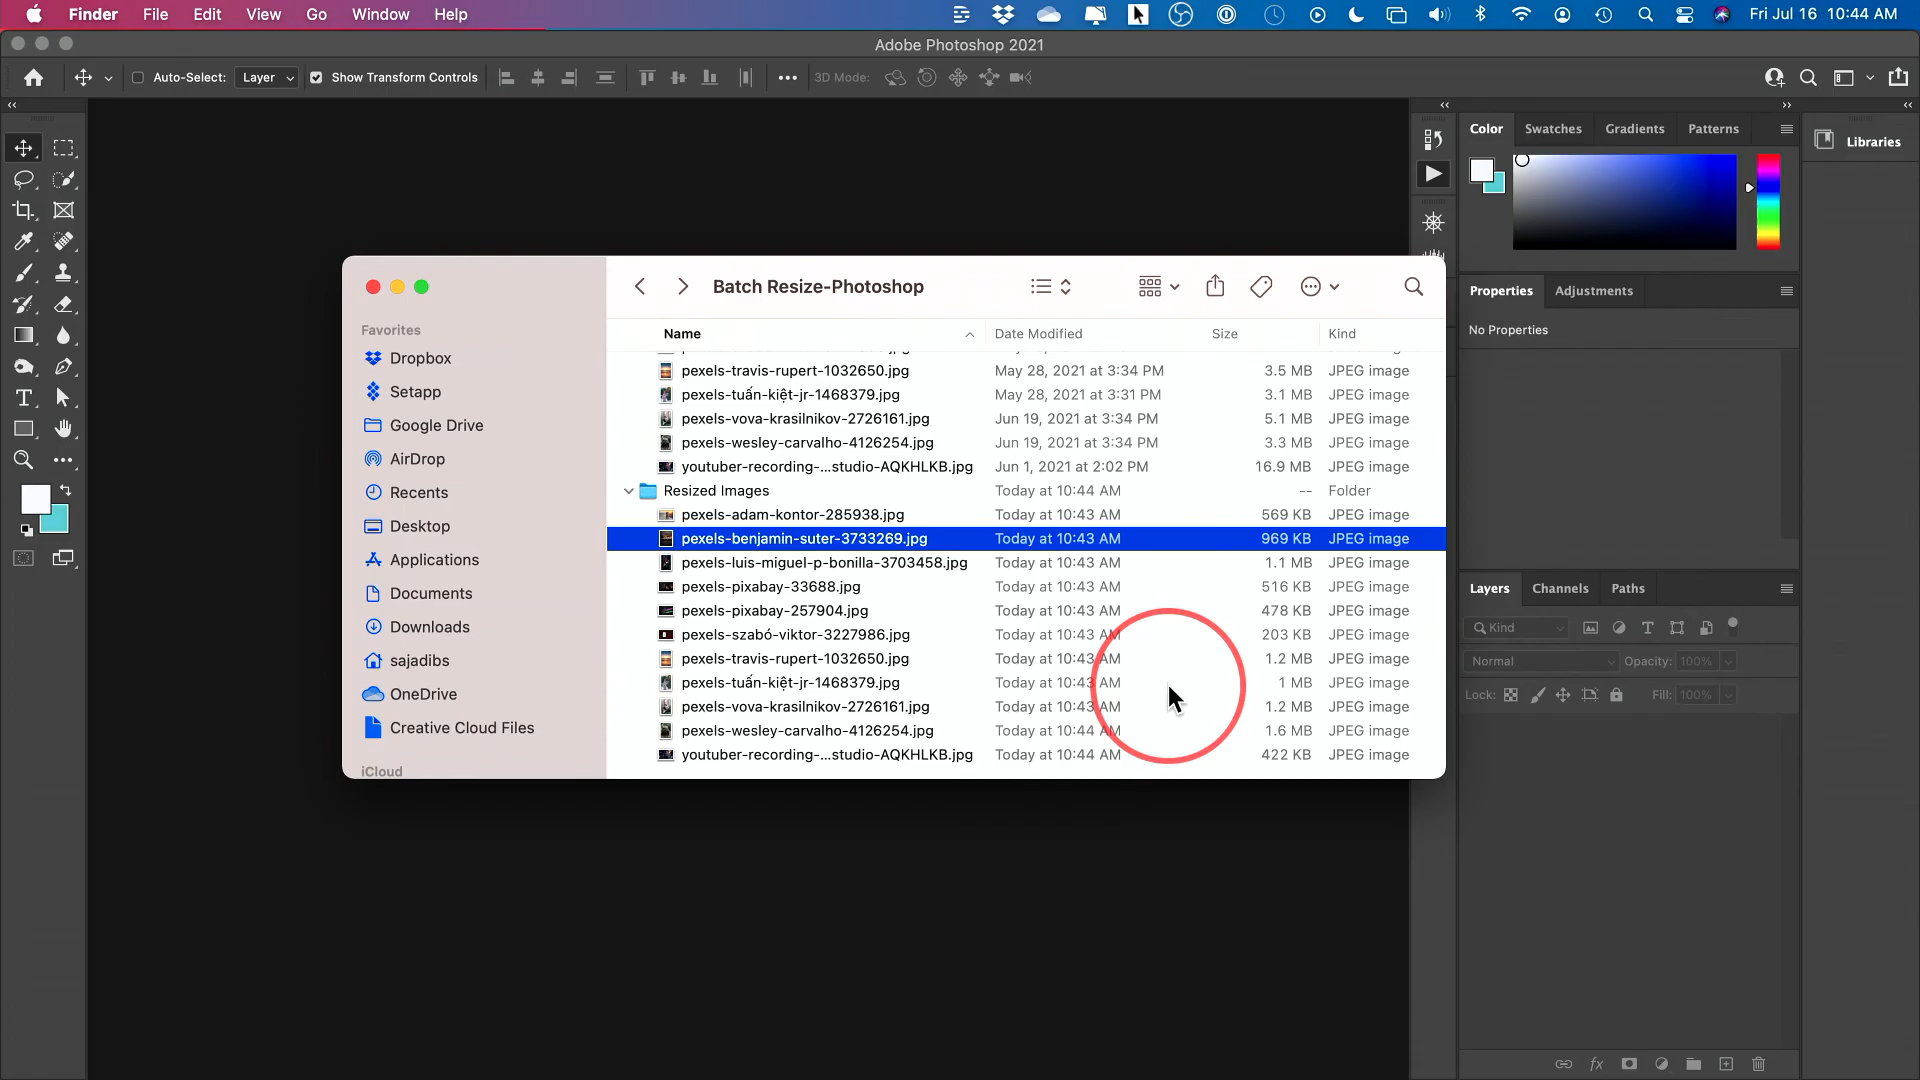 Finder File Edit View Go Window Help Fri Jul 16 10:44 AM
Adobe Photoshop 2021
Auto-Select: Layer Show Transform Controls 3D Mode:
Color Swatches Gradients Patterns
Libraries
Batch Resize-Photoshop
Properties Adjustments
No Properties
Favorites
Dropbox
Setapp
Google Drive
AirDrop
Recents
Desktop
Applications
Documents
Downloads
sajadibs
OneDrive
Creative Cloud Files
iCloud
Name Date Modified Size Kind
pexels-travis-rupert-1032650.jpg May 28, 2021 at 3:34 PM 3.5 MB JPEG image
pexels-tuấn-kiệt-jr-1468379.jpg May 28, 2021 at 3:31 PM 3.1 MB JPEG image
pexels-vova-krasilnikov-2726161.jpg Jun 19, 2021 at 3:34 PM 5.1 MB JPEG image
pexels-wesley-carvalho-4126254.jpg Jun 19, 2021 at 3:34 PM 3.3 MB JPEG image
youtuber-recording-...studio-AQKHLKB.jpg Jun 1, 2021 at 2:02 PM 16.9 MB JPEG image
Resized Images Today at 10:44 AM -- Folder
pexels-adam-kontor-285938.jpg Today at 10:43 AM 569 KB JPEG image
pexels-benjamin-suter-3733269.jpg Today at 10:43 AM 969 KB JPEG image
pexels-luis-miguel-p-bonilla-3703458.jpg Today at 10:43 AM 1.1 MB JPEG image
pexels-pixabay-33688.jpg Today at 10:43 AM 516 KB JPEG image
pexels-pixabay-257904.jpg Today at 10:43 AM 478 KB JPEG image
pexels-szabó-viktor-3227986.jpg Today at 10:43 AM 203 KB JPEG image
pexels-travis-rupert-1032650.jpg Today at 10:43 AM 1.2 MB JPEG image
pexels-tuấn-kiệt-jr-1468379.jpg Today at 10:43 AM 1 MB JPEG image
pexels-vova-krasilnikov-2726161.jpg Today at 10:43 AM 1.2 MB JPEG image
pexels-wesley-carvalho-4126254.jpg Today at 10:44 AM 1.6 MB JPEG image
youtuber-recording-...studio-AQKHLKB.jpg Today at 10:44 AM 422 KB JPEG image
Layers Channels Paths
Kind
Normal Opacity: 100%
Lock: Fill: 100%